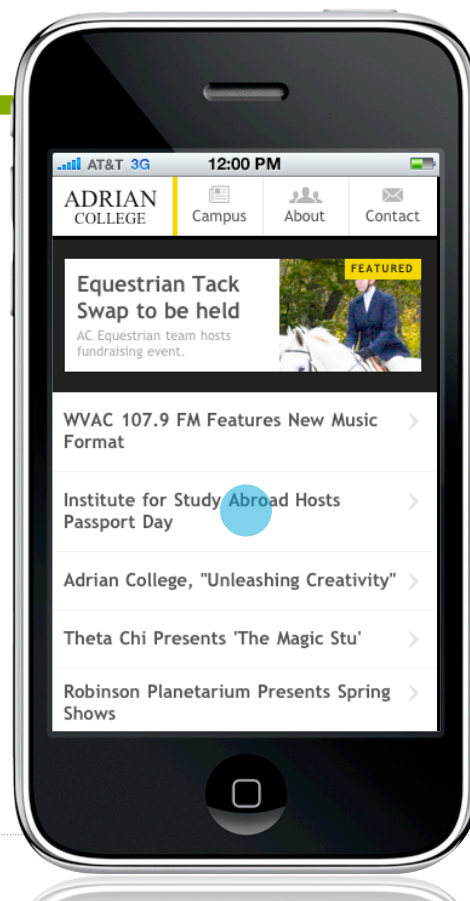 AT&T 3G 12:00 PM
ADRIAN
COLLEGE
Campus About Contact
Equestrian Tack
Swap to be held
AC Equestrian team hosts
fundraising event.
FEATURED
WVAC 107.9 FM Features New Music
Format
Institute for Study Abroad Hosts
Passport Day
Adrian College, "Unleashing Creativity"
Theta Chi Presents 'The Magic Stu'
Robinson Planetarium Presents Spring
Shows